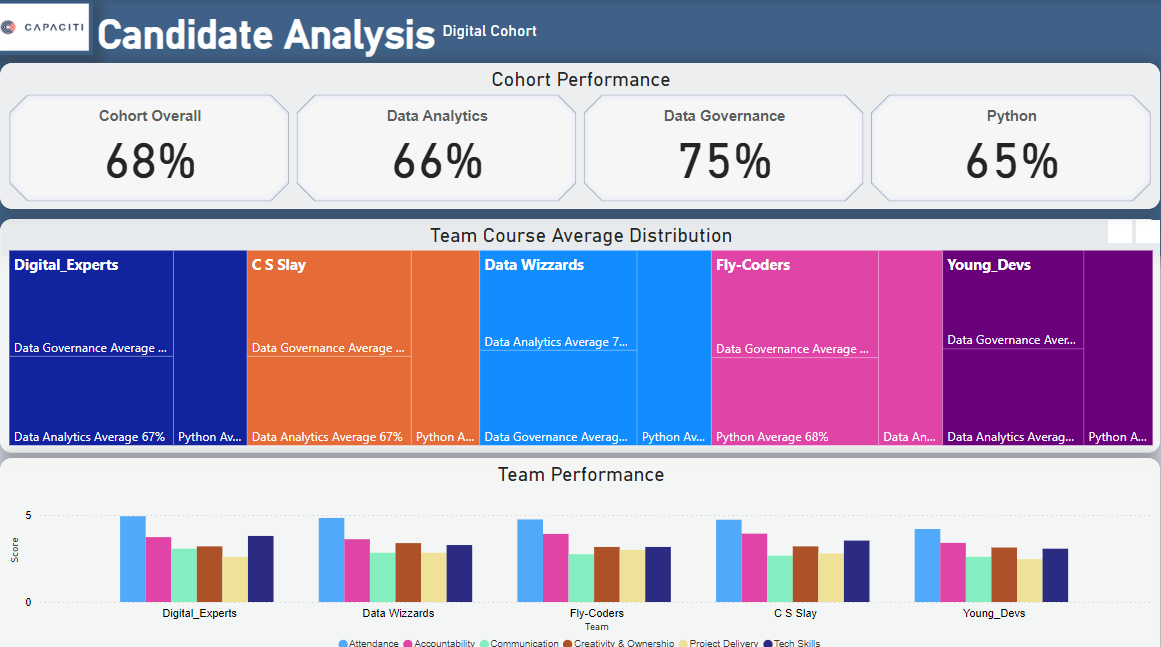 CAPACITI
Candidate Analysis Digital Cohort
Cohort Performance
Cohort Overall
68%
Data Analytics
66%
Data Governance
75%
Python
65%
Team Course Average Distribution
Digital_Experts
Data Governance Average ...
Data Analytics Average 67%
Python Av...
C S Slay
Data Governance Average ...
Data Analytics Average 67%
Python A...
Data Wizzards
Data Analytics Average 7...
Data Governance Averag...
Python Av...
Fly-Coders
Data Governance Average ...
Python Average 68%
Data An...
Young_Devs
Data Governance Aver...
Data Analytics Averag...
Python A...
Team Performance
5
Score
0
Digital_Experts
Data Wizzards
Fly-Coders
C S Slay
Young_Devs
Team
Attendance Accountability Communication Creativity & Ownership Project Delivery Tech Skills